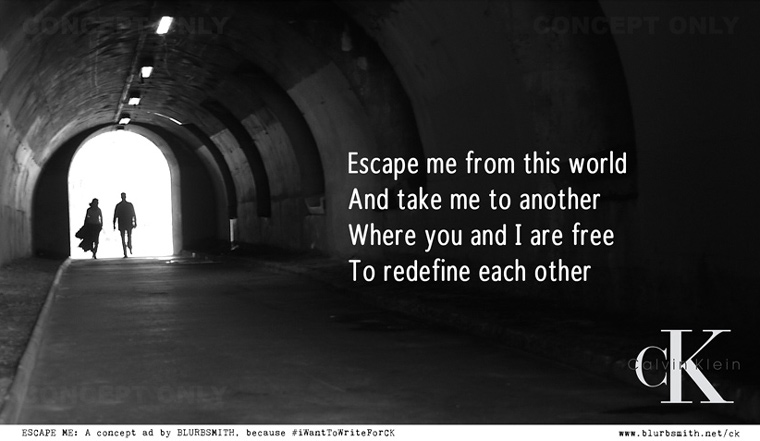 CONCEPT ONLY
CONCEPT ONLY
Escape me from this world
And take me to another
Where you and I are free
To redefine each other
cK
Calvin Klein
CONCEPT ONLY
ESCAPE ME: A concept ad by BLURBSMITH, because #iWantToWriteForCK
www.blurbsmith.net/ck